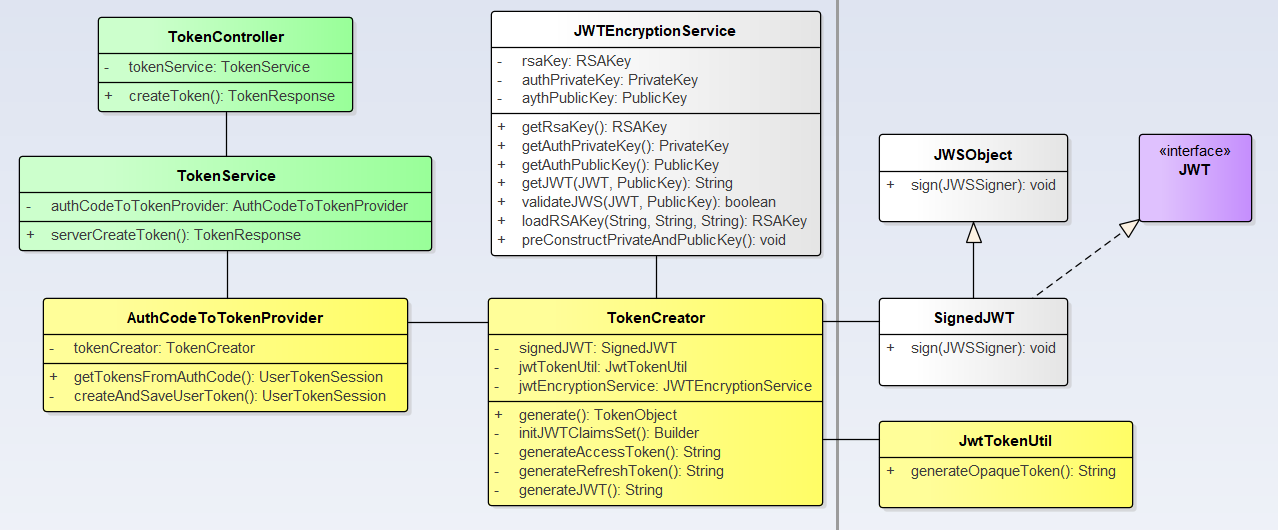 TokenController
- tokenService: TokenService
+ createToken(): TokenResponse
TokenService
- authCodeToTokenProvider: AuthCodeToTokenProvider
+ serverCreateToken(): TokenResponse
AuthCodeToTokenProvider
- tokenCreator: TokenCreator
+ getTokensFromAuthCode(): UserTokenSession
- createAndSaveUserToken(): UserTokenSession
JWTEncryptionService
- rsaKey: RSAKey
- authPrivateKey: PrivateKey
- aythPublicKey: PublicKey
+ getRsaKey(): RSAKey
+ getAuthPrivateKey(): PrivateKey
+ getAuthPublicKey(): PublicKey
+ getJWT(JWT, PublicKey): String
+ validateJWS(JWT, PublicKey): boolean
+ loadRSAKey(String, String, String): RSAKey
+ preConstructPrivateAndPublicKey(): void
TokenCreator
- signedJWT: SignedJWT
- jwtTokenUtil: JwtTokenUtil
- jwtEncryptionService: JWTEncryptionService
+ generate(): TokenObject
- initJWTClaimsSet(): Builder
- generateAccessToken(): String
- generateRefreshToken(): String
- generateJWT(): String
JWSObject
+ sign(JWSSigner): void
«interface»
JWT
SignedJWT
+ sign(JWSSigner): void
JwtTokenUtil
+ generateOpaqueToken(): String